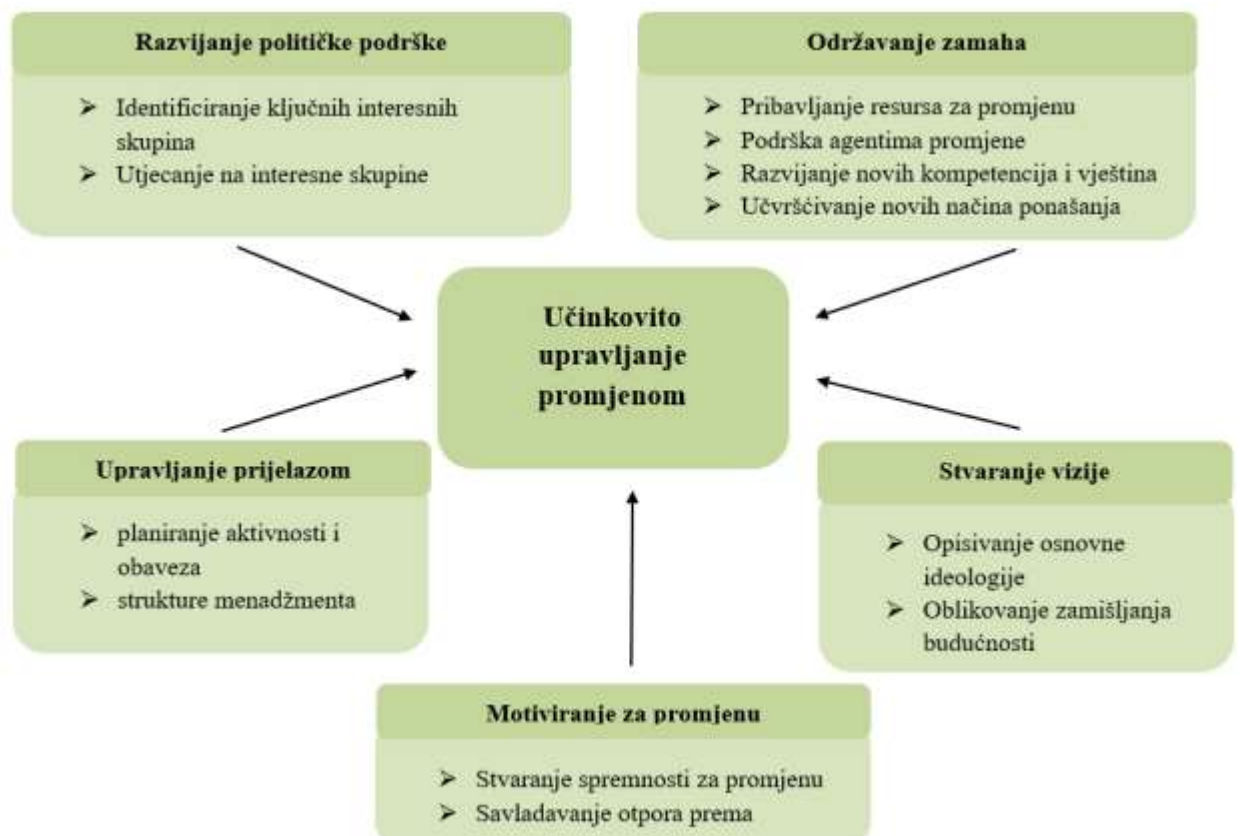 Razvijanje političke podrške
➢ Identificiranje ključnih interesnih
skupina
➢ Utjecanje na interesne skupine
Održavanje zamaha
➢ Pribavljanje resursa za promjenu
➢ Podrška agentima promjene
➢ Razvijanje novih kompetencija i vještina
➢ Učvršćivanje novih načina ponašanja
Učinkovito
upravljanje
promjenom
Upravljanje prijelazom
➢ planiranje aktivnosti i
obaveza
➢ strukture menadžmenta
Stvaranje vizije
➢ Opisivanje osnovne
ideologije
➢ Oblikovanje zamišljanja
budućnosti
Motiviranje za promjenu
➢ Stvaranje spremnosti za promjenu
➢ Savladavanje otpora prema